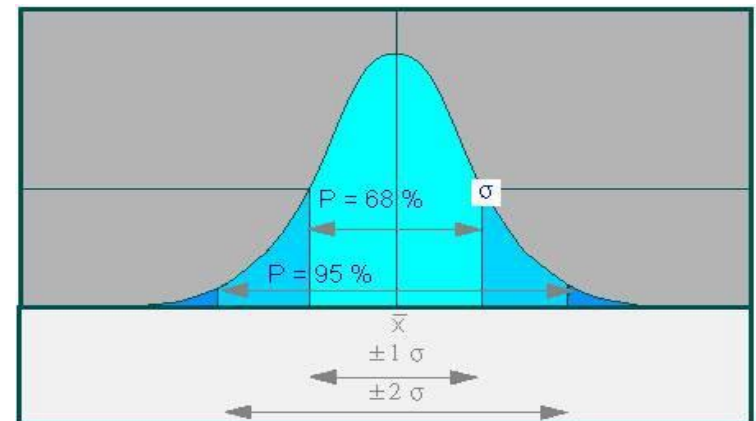 P = 68 %
σ
P = 95 %
x̄
±1 σ
±2 σ